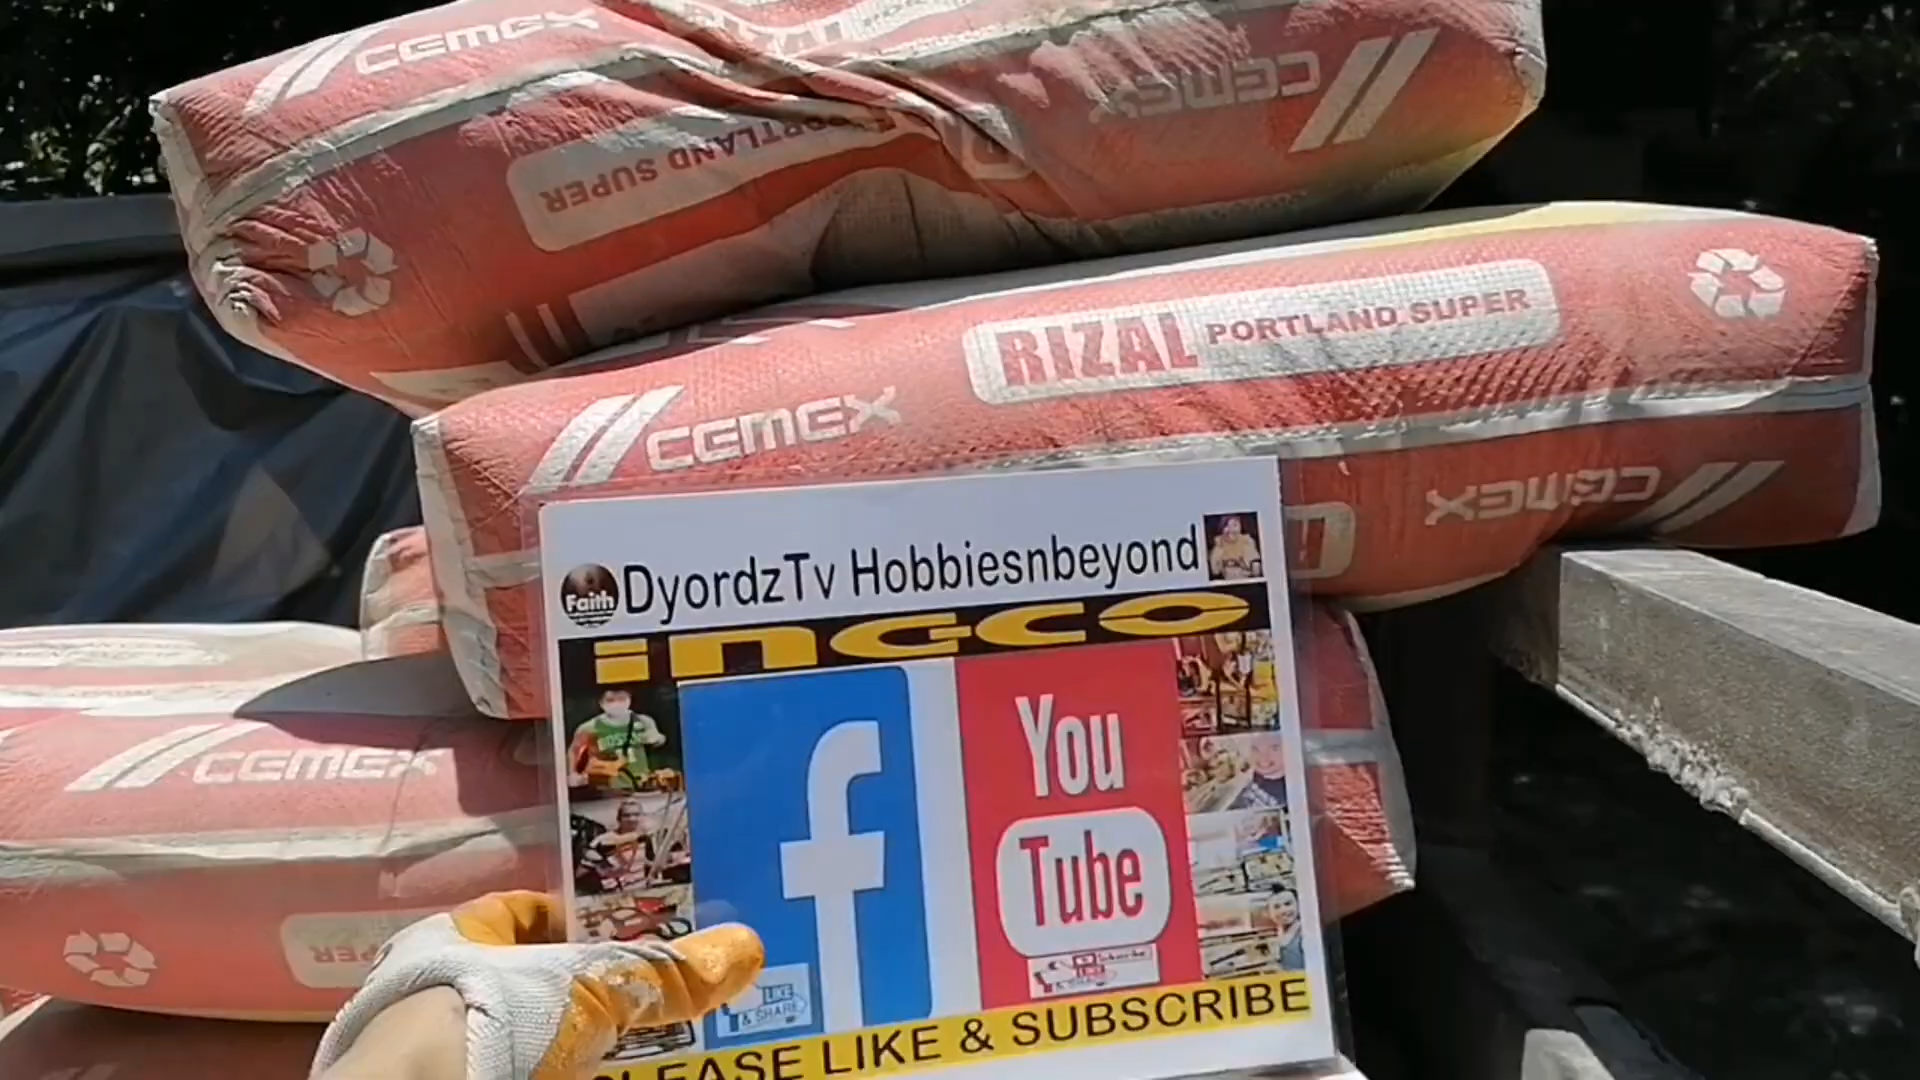 CEMEX
CEMEX
PORTLAND SUPER
RIZAL PORTLAND SUPER
CEMEX
CEMEX
DyordzTv Hobbiesnbeyond
Faith
INGCO
f
You
Tube
CEMEX
LIKE
& SHARE
PLEASE LIKE & SUBSCRIBE